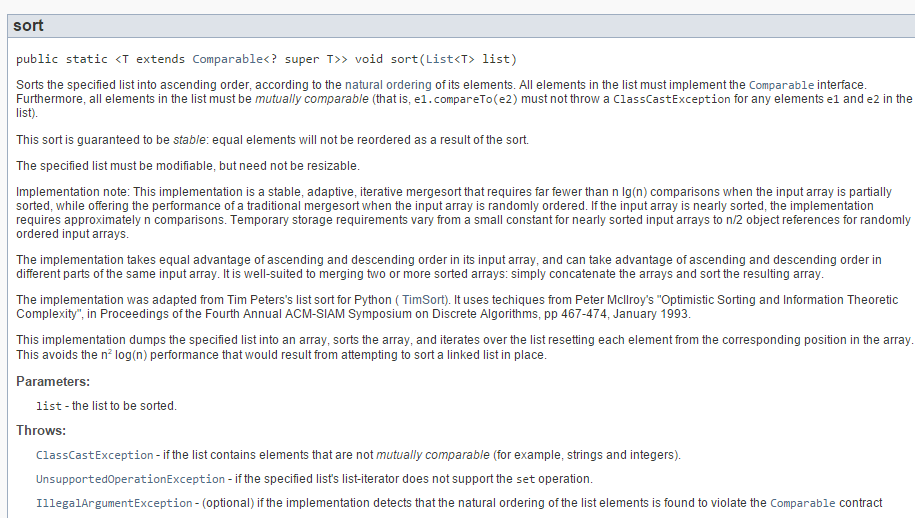 sort
public static <T extends Comparable<? super T>> void sort(List<T> list)
Sorts the specified list into ascending order, according to the natural ordering of its elements. All elements in the list must implement the Comparable interface.
Furthermore, all elements in the list must be mutually comparable (that is, e1.compareTo(e2) must not throw a ClassCastException for any elements e1 and e2 in the
list).
This sort is guaranteed to be stable: equal elements will not be reordered as a result of the sort.
The specified list must be modifiable, but need not be resizable.
Implementation note: This implementation is a stable, adaptive, iterative mergesort that requires far fewer than n lg(n) comparisons when the input array is partially
sorted, while offering the performance of a traditional mergesort when the input array is randomly ordered. If the input array is nearly sorted, the implementation
requires approximately n comparisons. Temporary storage requirements vary from a small constant for nearly sorted input arrays to n/2 object references for randomly
ordered input arrays.
The implementation takes equal advantage of ascending and descending order in its input array, and can take advantage of ascending and descending order in
different parts of the same input array. It is well-suited to merging two or more sorted arrays: simply concatenate the arrays and sort the resulting array.
The implementation was adapted from Tim Peters's list sort for Python ( TimSort). It uses techiques from Peter McIlroy's "Optimistic Sorting and Information Theoretic
Complexity", in Proceedings of the Fourth Annual ACM-SIAM Symposium on Discrete Algorithms, pp 467-474, January 1993.
This implementation dumps the specified list into an array, sorts the array, and iterates over the list resetting each element from the corresponding position in the array.
This avoids the n² log(n) performance that would result from attempting to sort a linked list in place.
Parameters:
list - the list to be sorted.
Throws:
ClassCastException - if the list contains elements that are not mutually comparable (for example, strings and integers).
UnsupportedOperationException - if the specified list's list-iterator does not support the set operation.
IllegalArgumentException - (optional) if the implementation detects that the natural ordering of the list elements is found to violate the Comparable contract